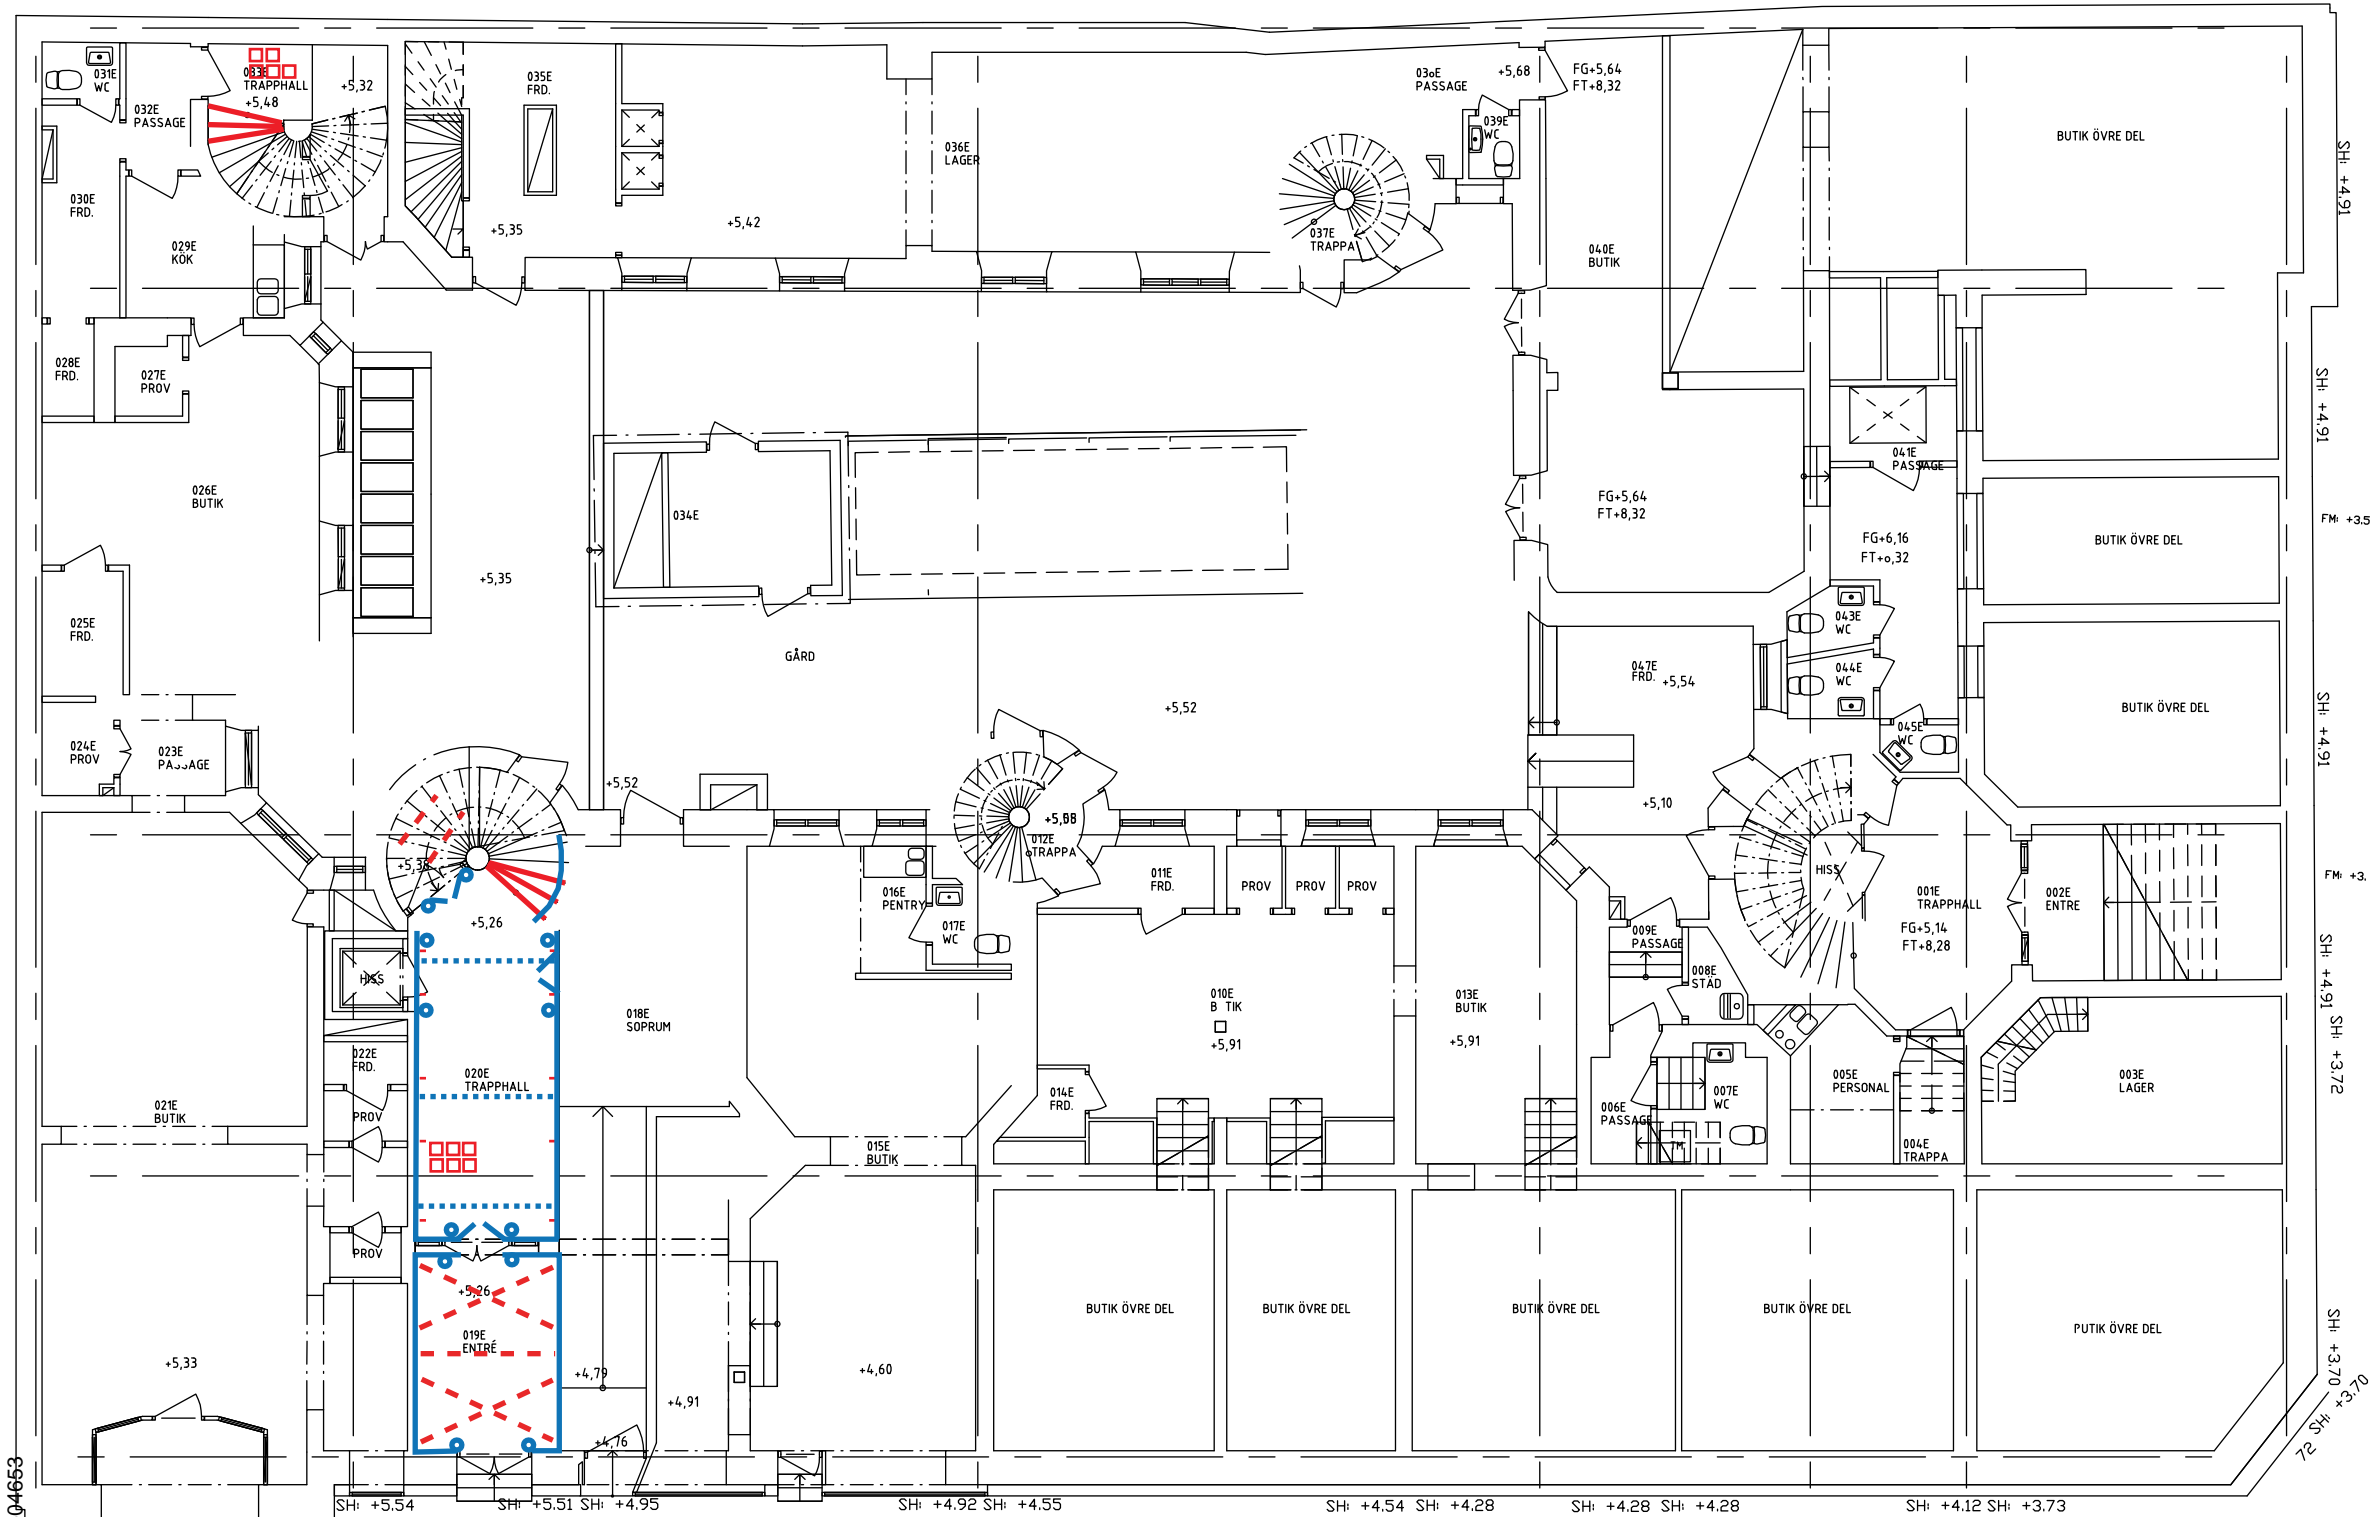 031E
WC
032E
PASSAGE
033E
TRAPPHALL
+5,48
+5,32
035E
FRD.
036E
LAGER
PASSAGE
+5,68
FG+5,64
FT+8,32
039E
WC
BUTIK ÖVRE DEL
SH: +4.91
030E
FRD.
029E
KÖK
+5,35
+5,42
037E
TRAPPA
040E
BUTIK
028E
FRD.
027E
PROV
SH: +4.91
041E
PASSAGE
026E
BUTIK
034E
FG+5,64
FT+8,32
FG+6,16
BUTIK ÖVRE DEL
FM: +3.5
+5,35
025E
FRD.
GÅRD
043E
WC
047E
FRD.
+5,54
044E
WC
+5,52
BUTIK ÖVRE DEL
SH: +4.91
045E
WC
024E
PROV
023E
+5,52
+5,10
012E
TRAPPA
+5,38
HISS
011E
FRD.
PROV
PROV
PROV
016E
PENTRY
001E
TRAPPHALL
002E
ENTRE
FM: +3.
+5,26
017E
WC
009E
PASSAGE
FG+5,14
FT+8,28
SH: +4.91
HISS
008E
STÄD
018E
SOPRUM
010E
B TIK
+5,91
013E
BUTIK
+5,91
SH: +3.72
022E
FRD.
020E
TRAPPHALL
014E
FRD.
007E
WC
005E
PERSONAL
003E
LAGER
021E
BUTIK
PROV
006E
PASSAGE
TM
004E
TRAPPA
015E
BUTIK
PROV
+5,26
BUTIK ÖVRE DEL
BUTIK ÖVRE DEL
BUTIK ÖVRE DEL
BUTIK ÖVRE DEL
PUTIK ÖVRE DEL
019E
ENTRÉ
+5,33
+4,79
+4,60
SH: +3.70
+4,91
+4,76
72 SH: +3.70
04653
SH: +5.54
SH: +5.51
SH: +4.95
SH: +4.92
SH: +4.55
SH: +4.54
SH: +4.28
SH: +4.28
SH: +4.28
SH: +4.12
SH: +3.73